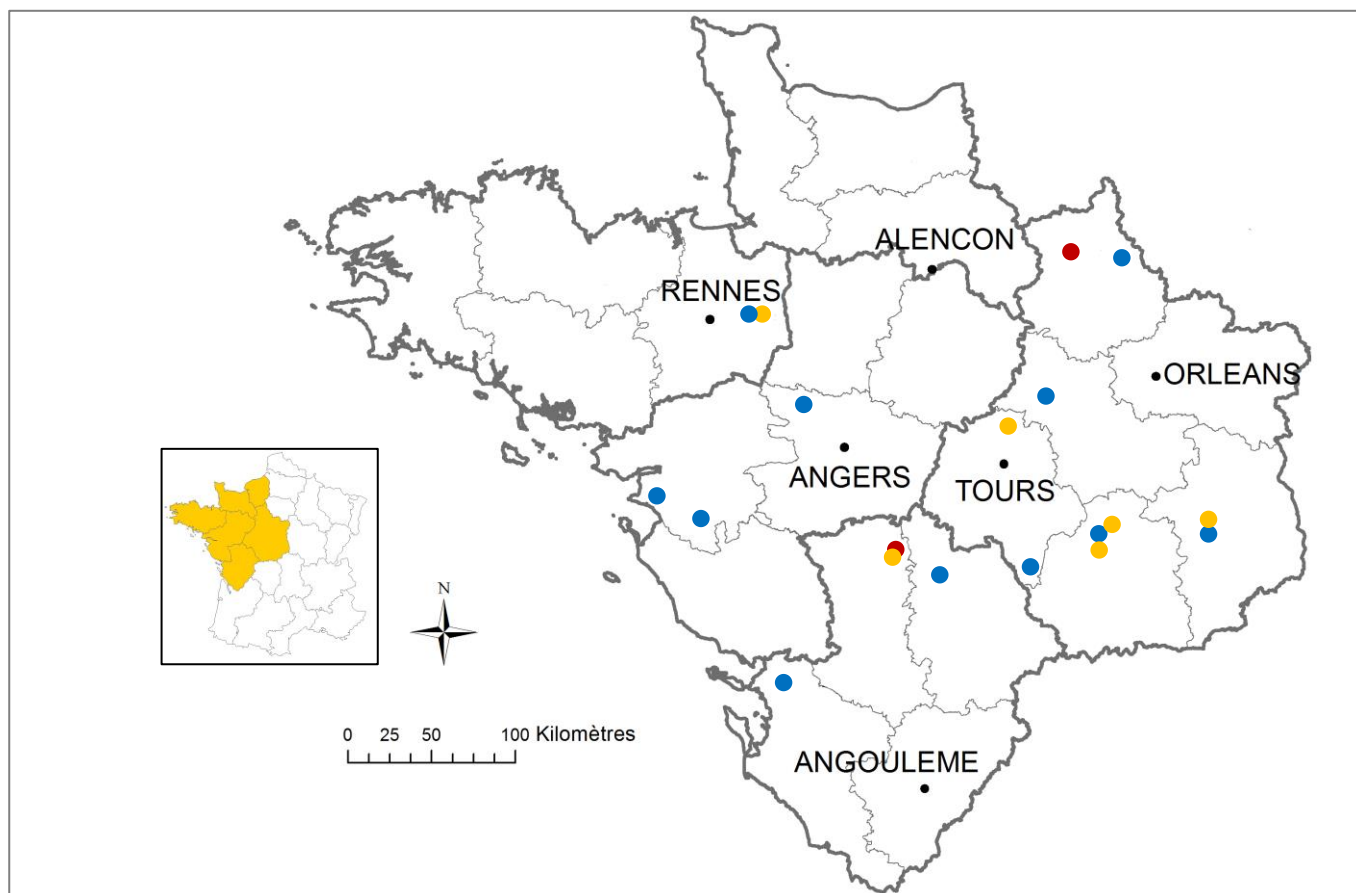 ALENCON
RENNES
ORLEANS
ANGERS
TOURS
N
0 25 50 100 Kilomètres
ANGOULEME